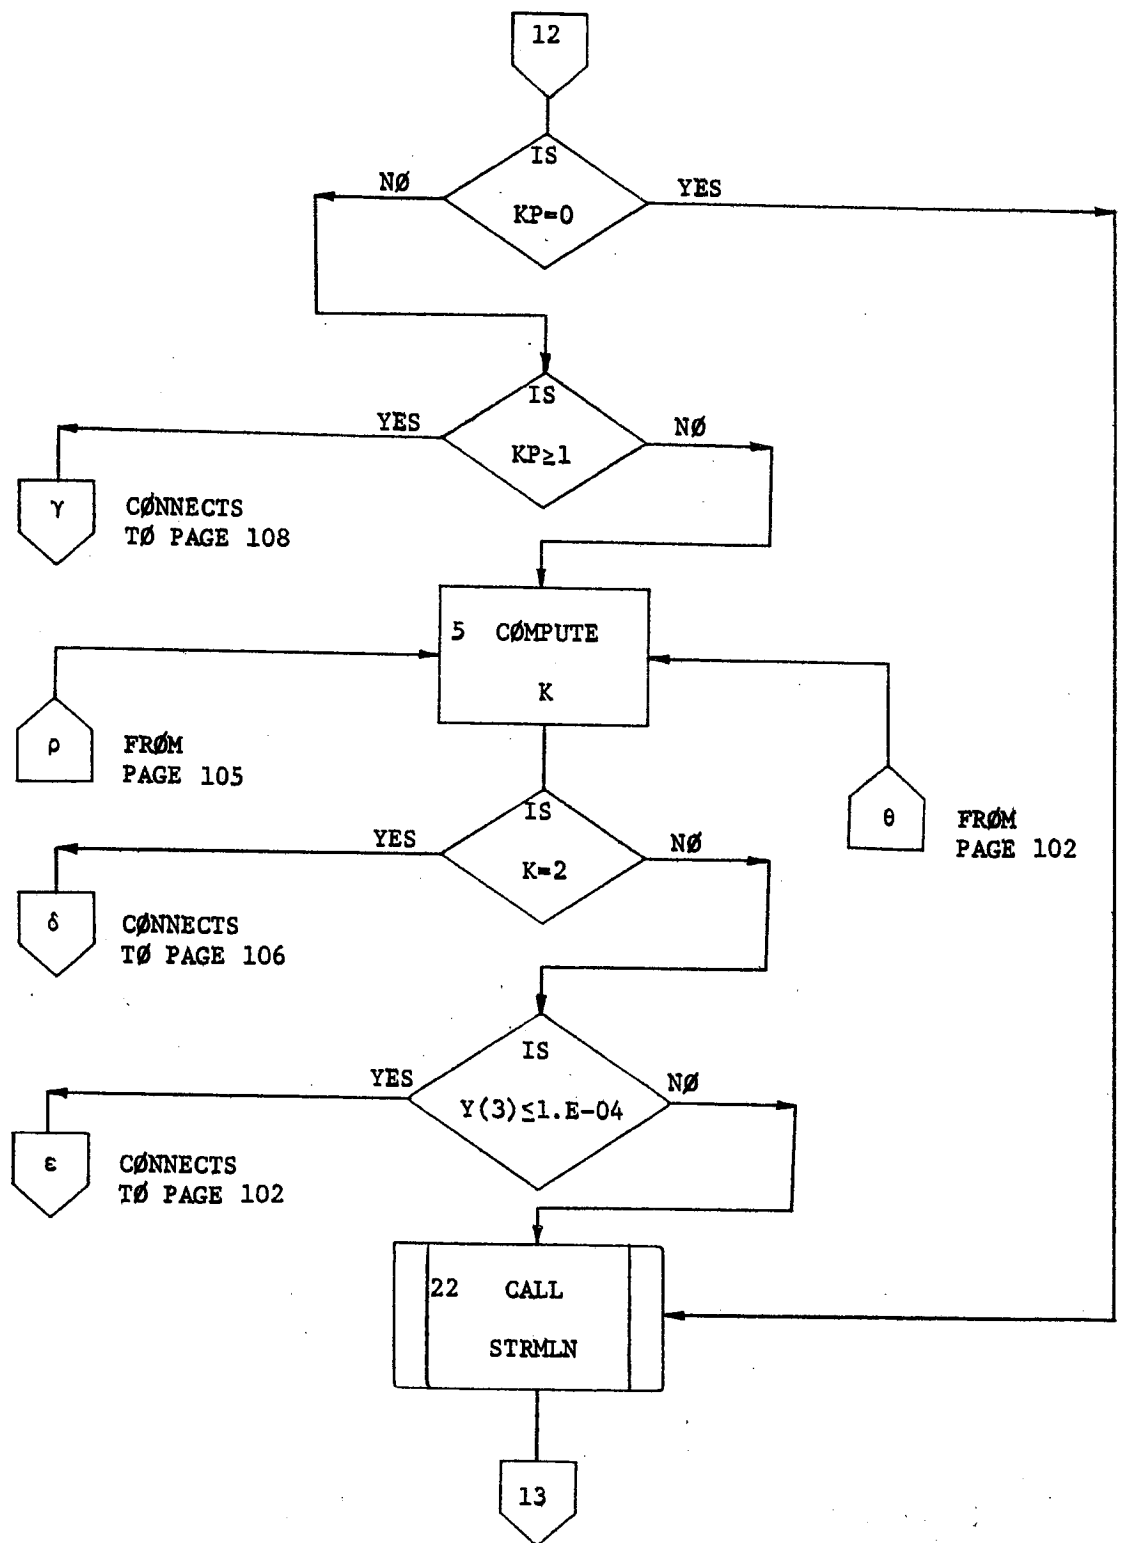 12
IS
KP=0
NØ
YES
IS
KP≥1
YES
NØ
γ
CØNNECTS
TØ PAGE 108
5 CØMPUTE
K
ρ
FRØM
PAGE 105
θ
FRØM
PAGE 102
IS
K=2
YES
NØ
δ
CØNNECTS
TØ PAGE 106
IS
Y(3)≤1.E-04
YES
NØ
ε
CØNNECTS
TØ PAGE 102
22 CALL
STRMLN
13